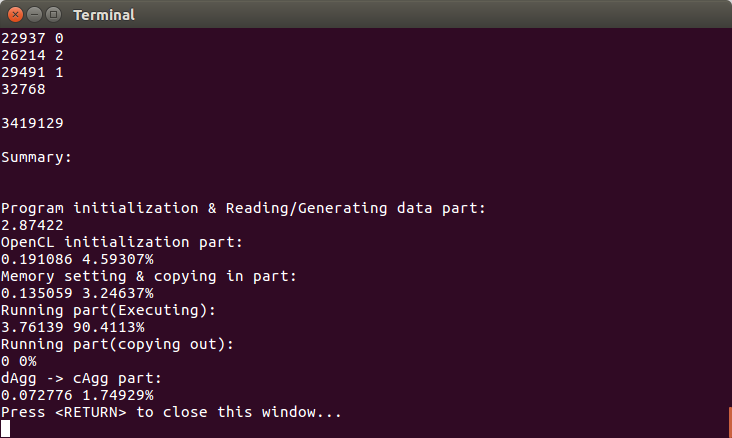 Terminal
22937 0
26214 2
29491 1
32768
3419129
Summary:
Program initialization & Reading/Generating data part:
2.87422
OpenCL initialization part:
0.191086 4.59307%
Memory setting & copying in part:
0.135059 3.24637%
Running part(Executing):
3.76139 90.4113%
Running part(copying out):
0 0%
dAgg -> cAgg part:
0.072776 1.74929%
Press <RETURN> to close this window...